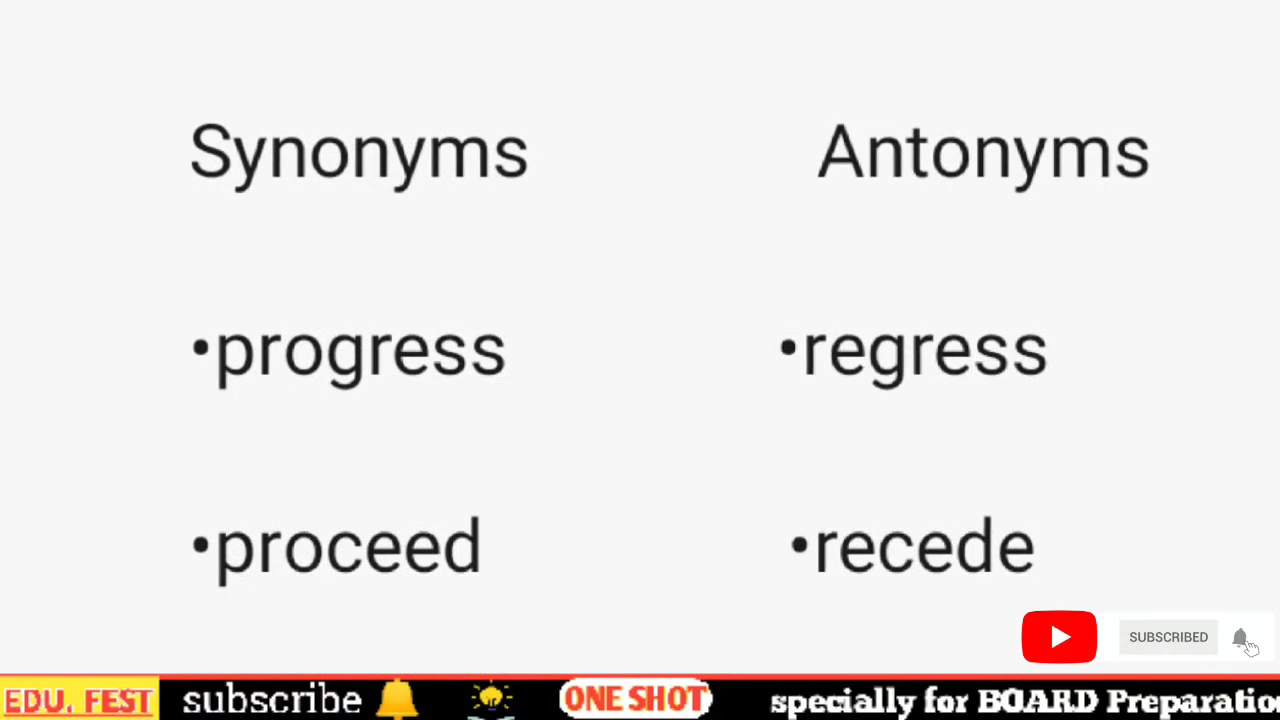 Synonyms Antonyms
•progress •regress
•proceed •recede
SUBSCRIBED
EDU. FEST subscribe ONE SHOT specially for BOARD Preparatio